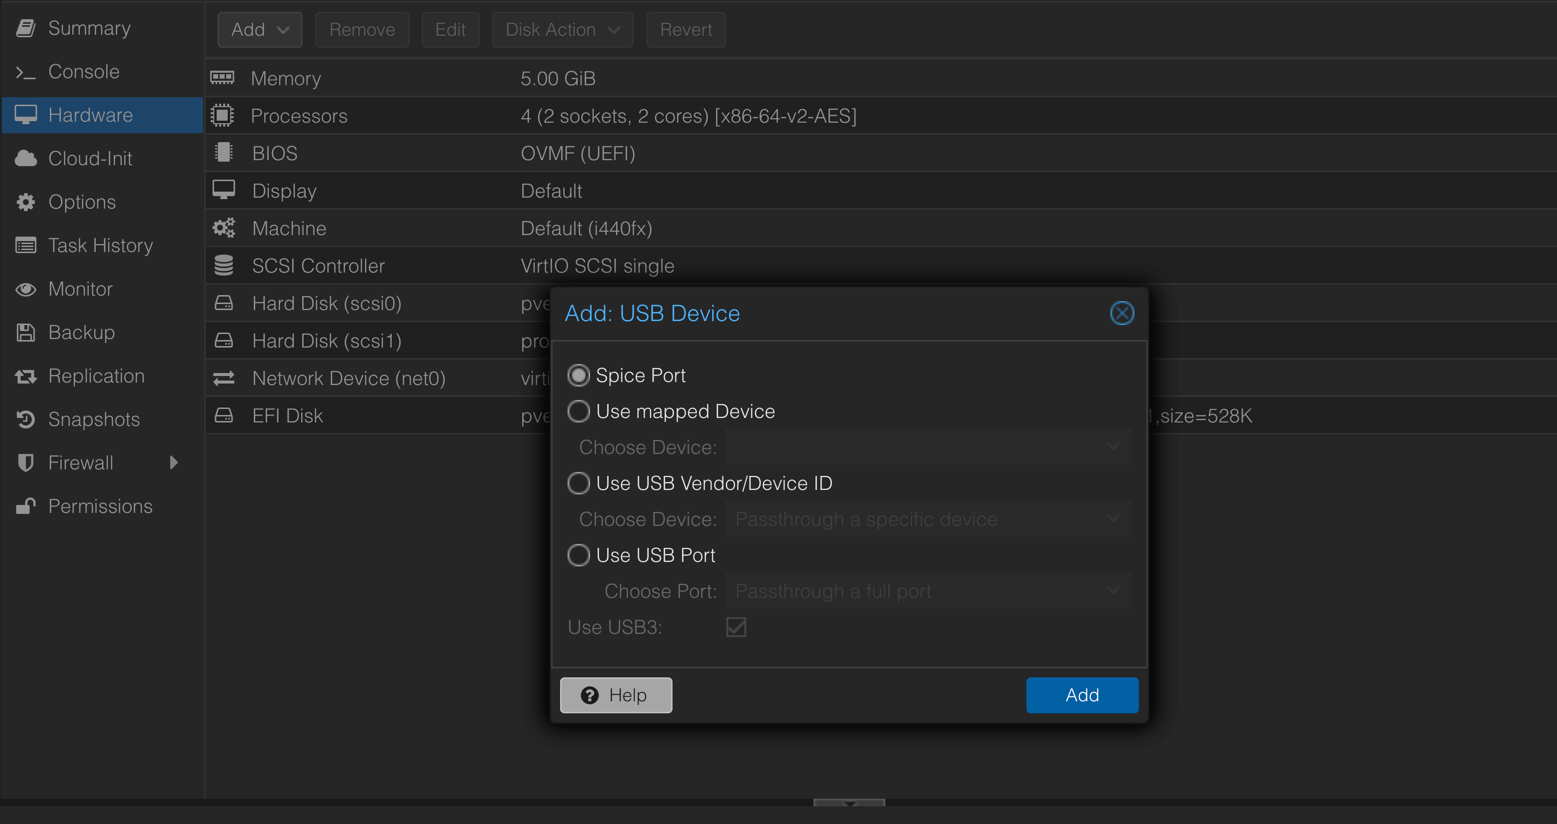 Summary
Console
Hardware
Cloud-Init
Options
Task History
Monitor
Backup
Replication
Snapshots
Firewall
Permissions
Add Remove Edit Disk Action Revert
Memory 5.00 GiB
Processors 4 (2 sockets, 2 cores) [x86-64-v2-AES]
BIOS OVMF (UEFI)
Display Default
Machine Default (i440fx)
SCSI Controller VirtIO SCSI single
Hard Disk (scsi0) pve
Hard Disk (scsi1) pro
Network Device (net0) virti
EFI Disk pve ,size=528K
Add: USB Device
Spice Port
Use mapped Device
Choose Device:
Use USB Vendor/Device ID
Choose Device: Passthrough a specific device
Use USB Port
Choose Port: Passthrough a full port
Use USB3:
Help Add